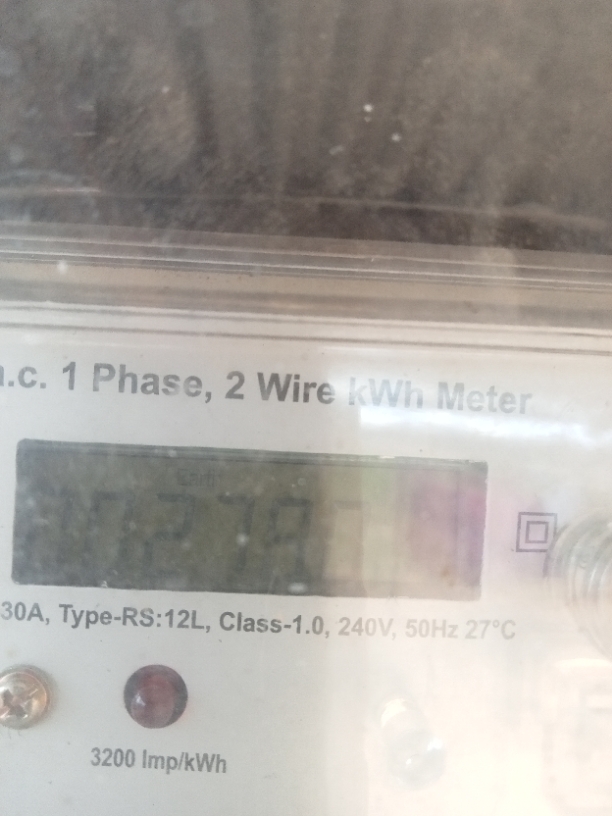 a.c. 1 Phase, 2 Wire kWh Meter
30A, Type-RS:12L, Class-1.0, 240V, 50Hz 27°C
3200 Imp/kWh